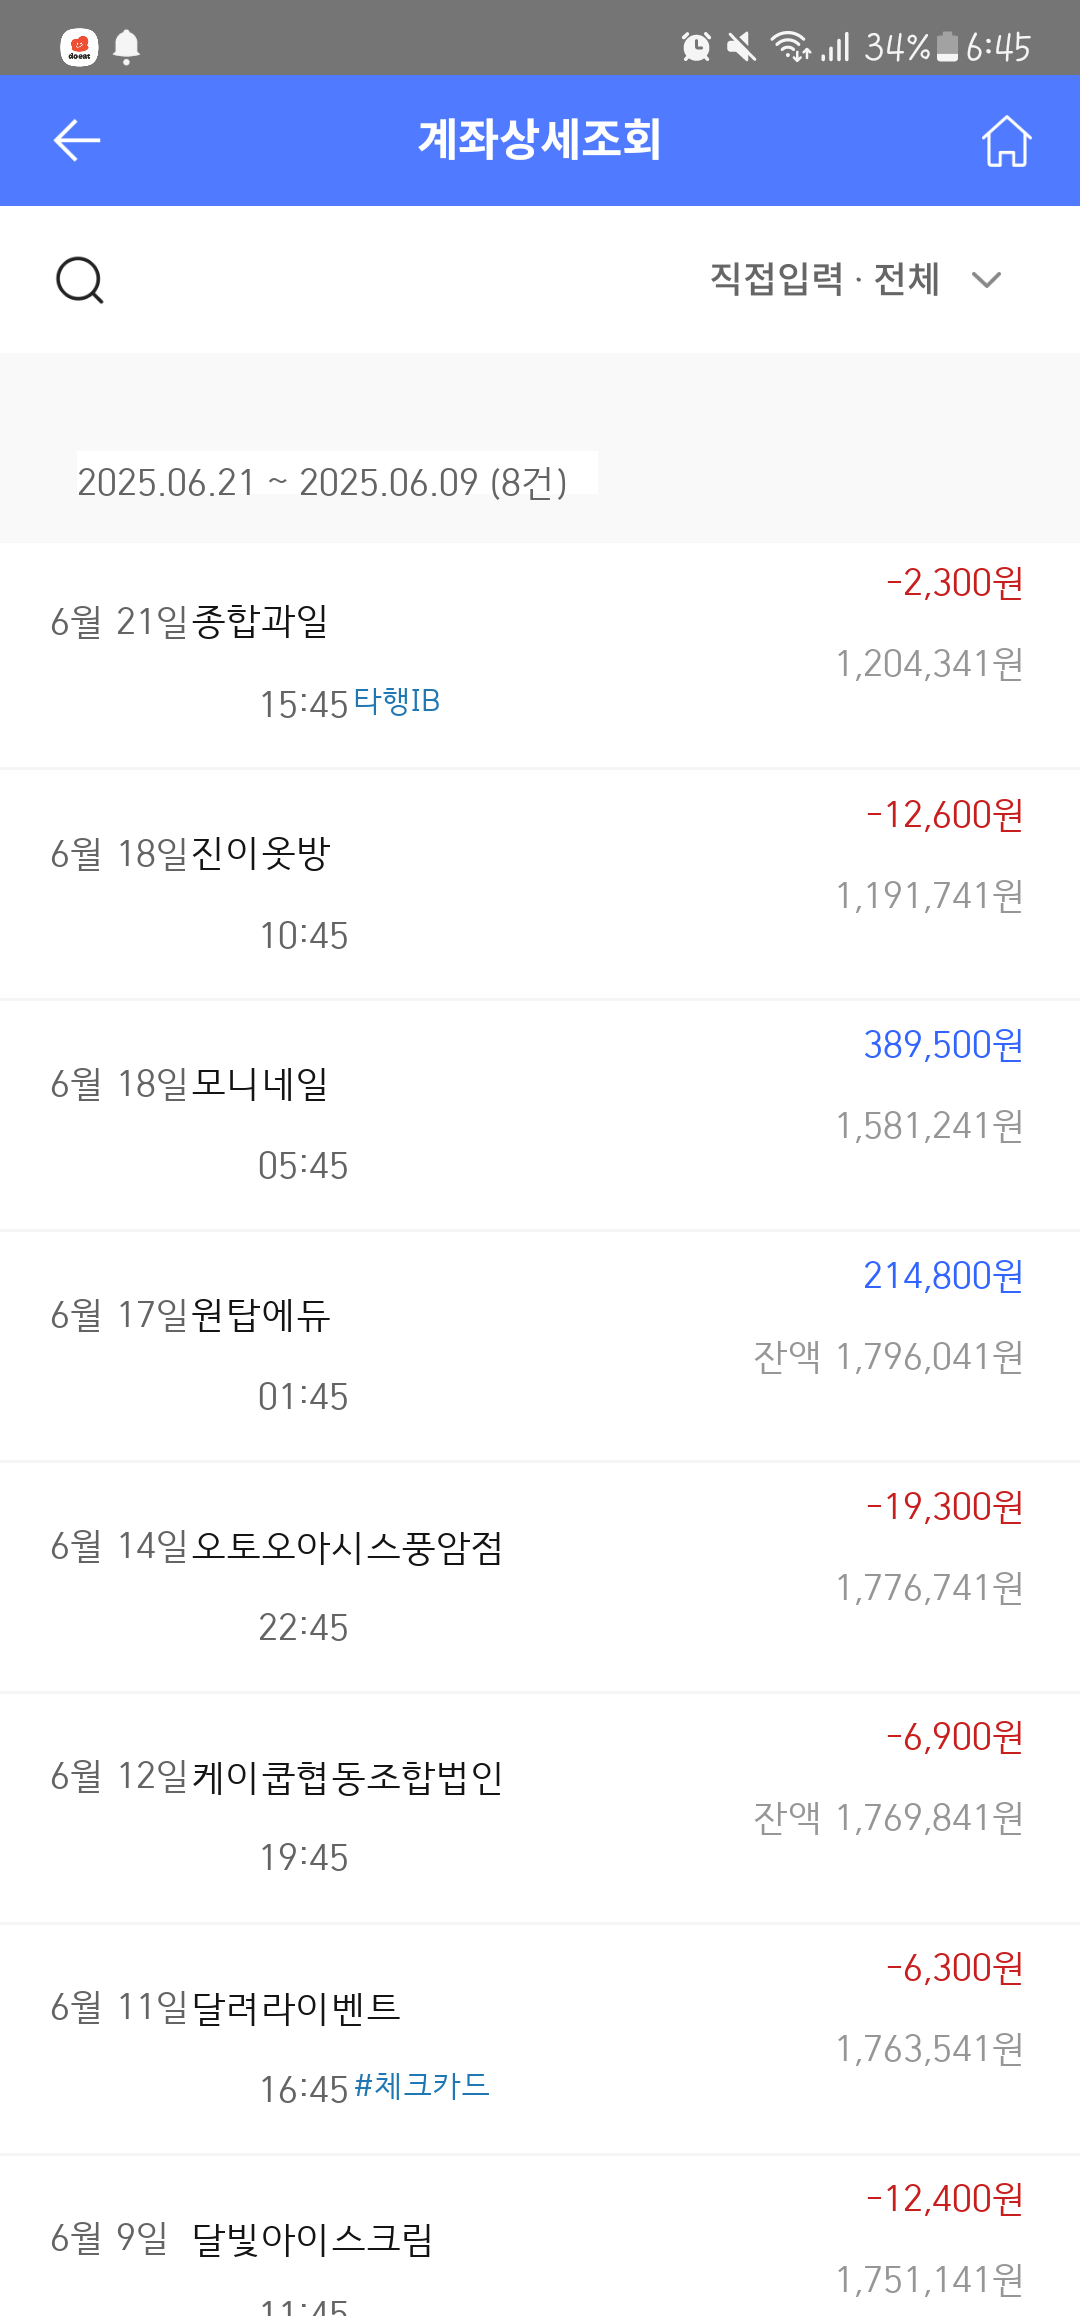 doeat 34% 6:45
계좌상세조회
직접입력 · 전체
2025.06.21 ~ 2025.06.09 (8건)
-2,300원
6월 21일 종합과일
1,204,341원
15:45 타행IB
-12,600원
6월 18일 진이옷방
1,191,741원
10:45
389,500원
6월 18일 모니네일
1,581,241원
05:45
214,800원
6월 17일 원탑에듀
잔액 1,796,041원
01:45
-19,300원
6월 14일 오토오아시스풍암점
1,776,741원
22:45
-6,900원
6월 12일 케이쿱협동조합법인
잔액 1,769,841원
19:45
-6,300원
6월 11일 달려라이벤트
1,763,541원
16:45 #체크카드
-12,400원
6월 9일 달빛아이스크림
1,751,141원
11:45